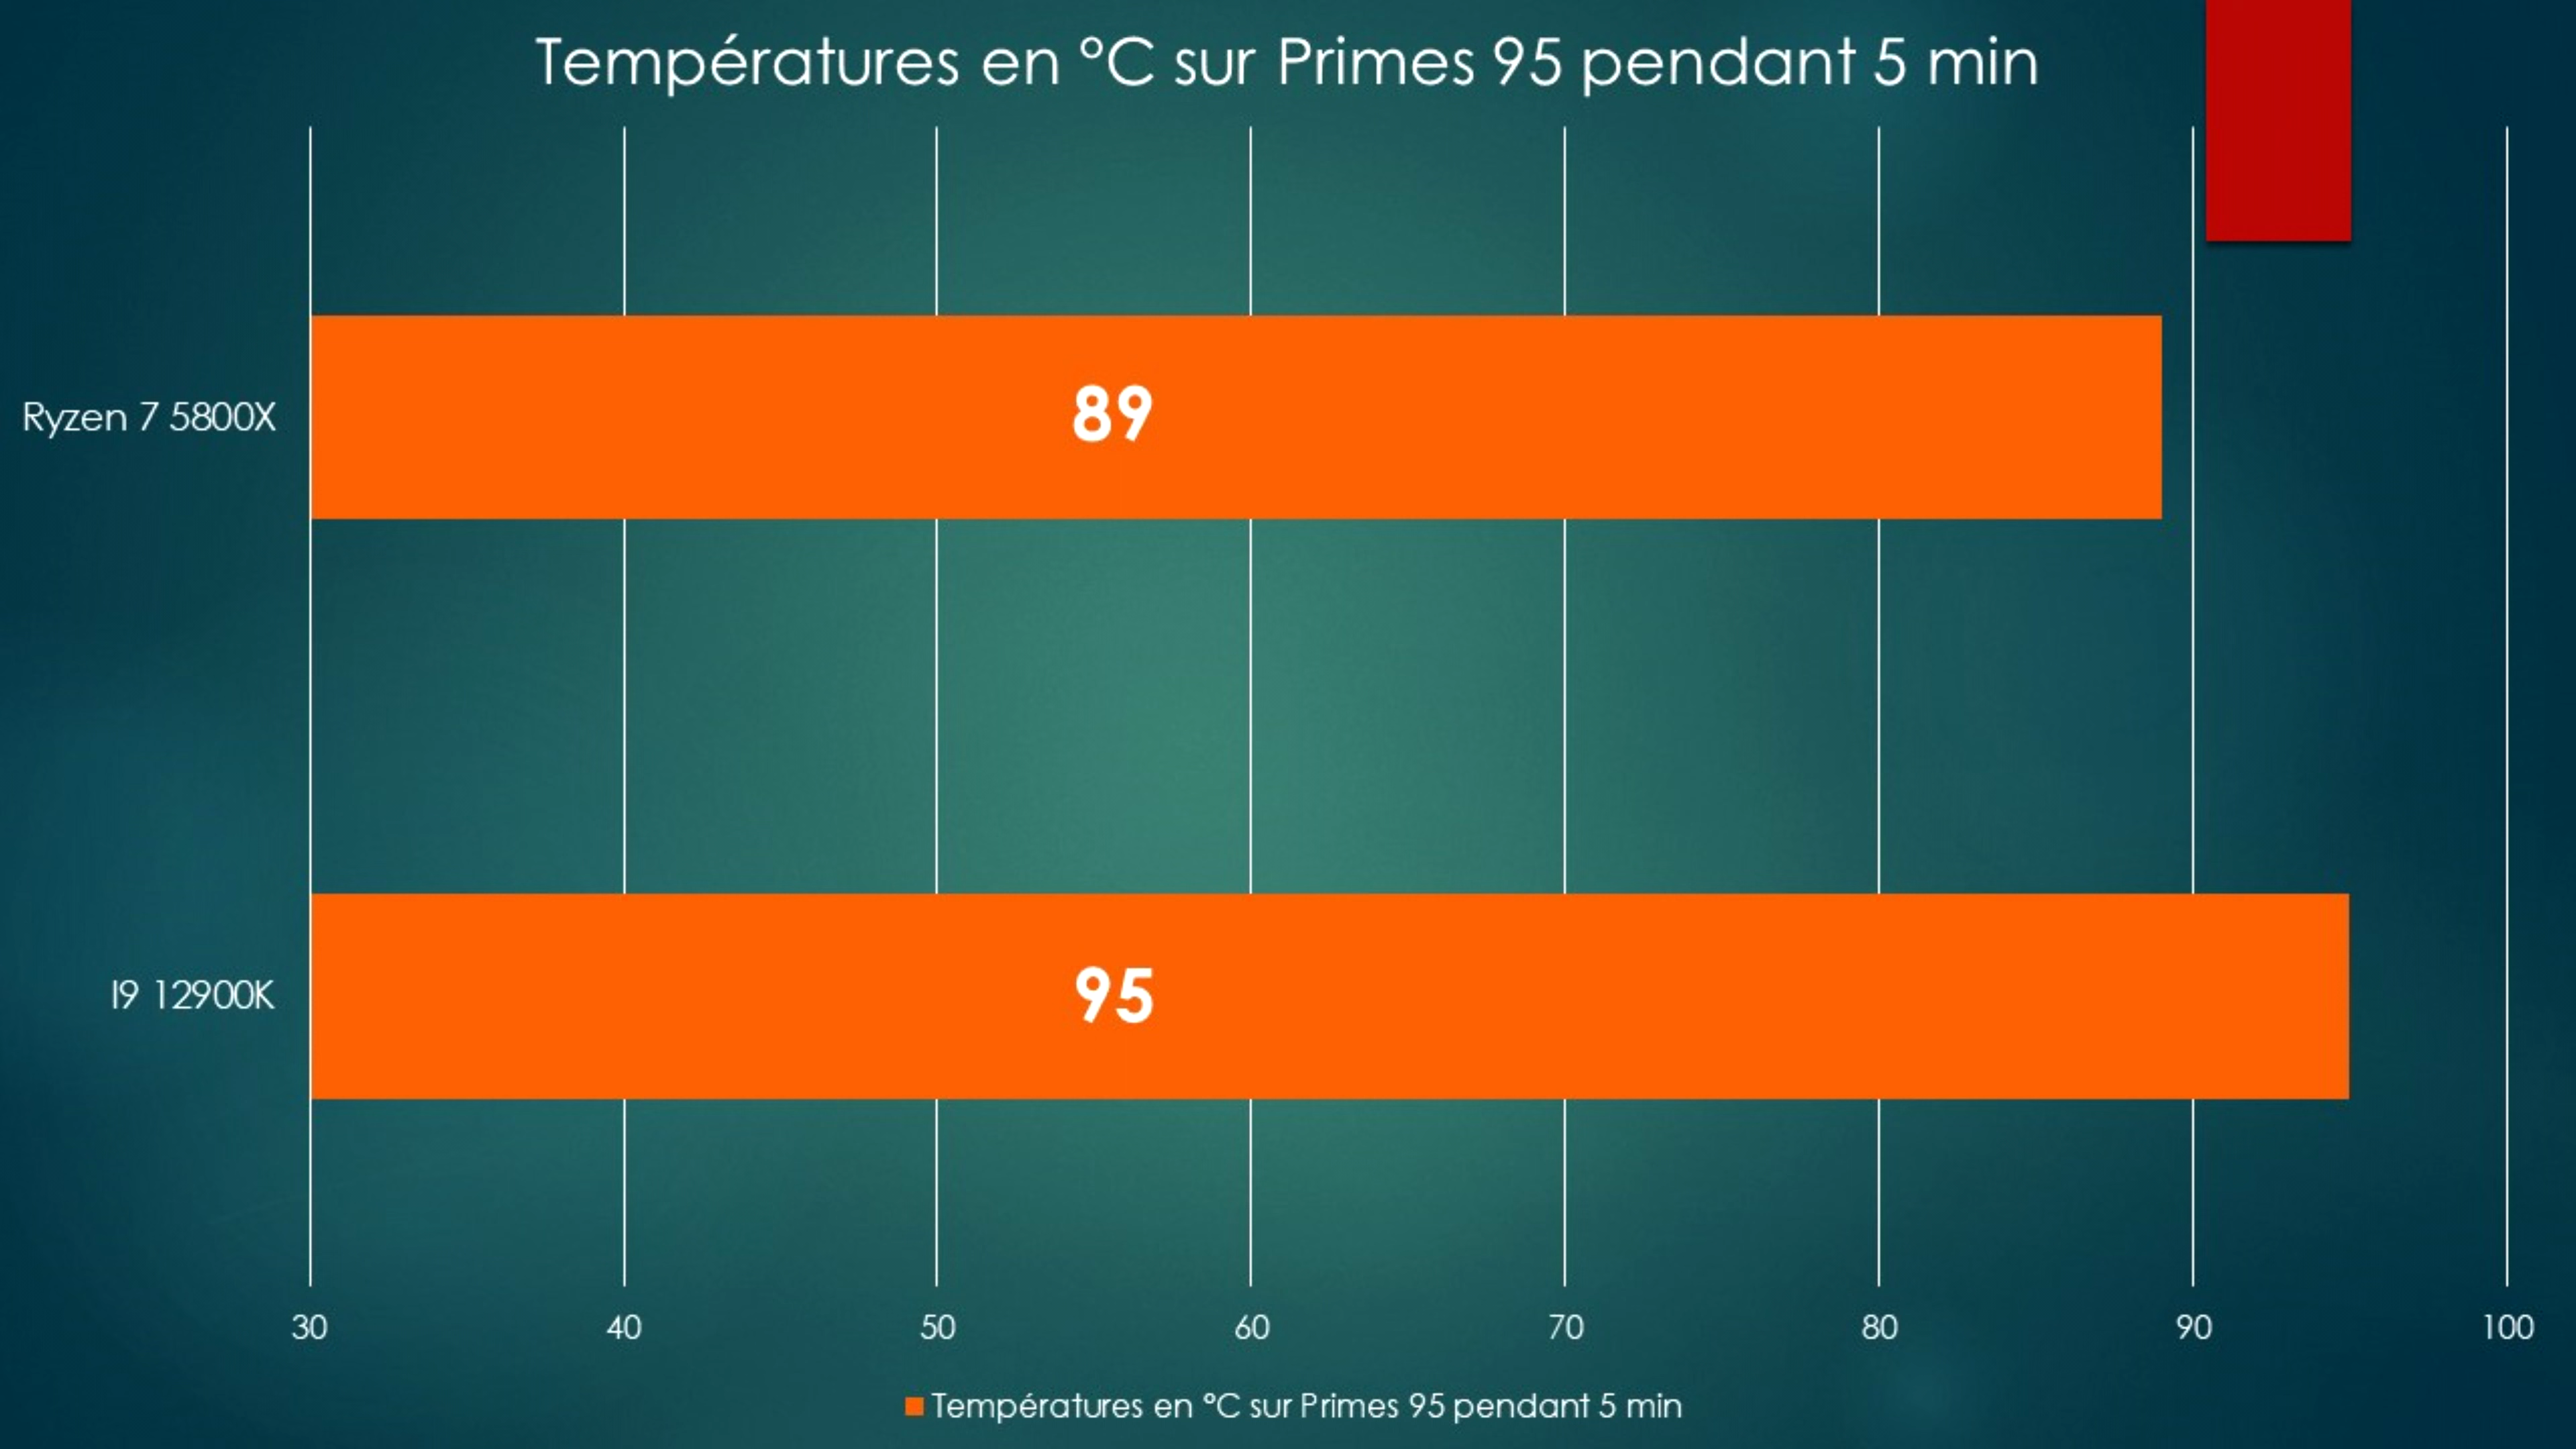 Températures en °C sur Primes 95 pendant 5 min
Ryzen 7 5800X
89
I9 12900K
95
30 40 50 60 70 80 90 100
Températures en °C sur Primes 95 pendant 5 min